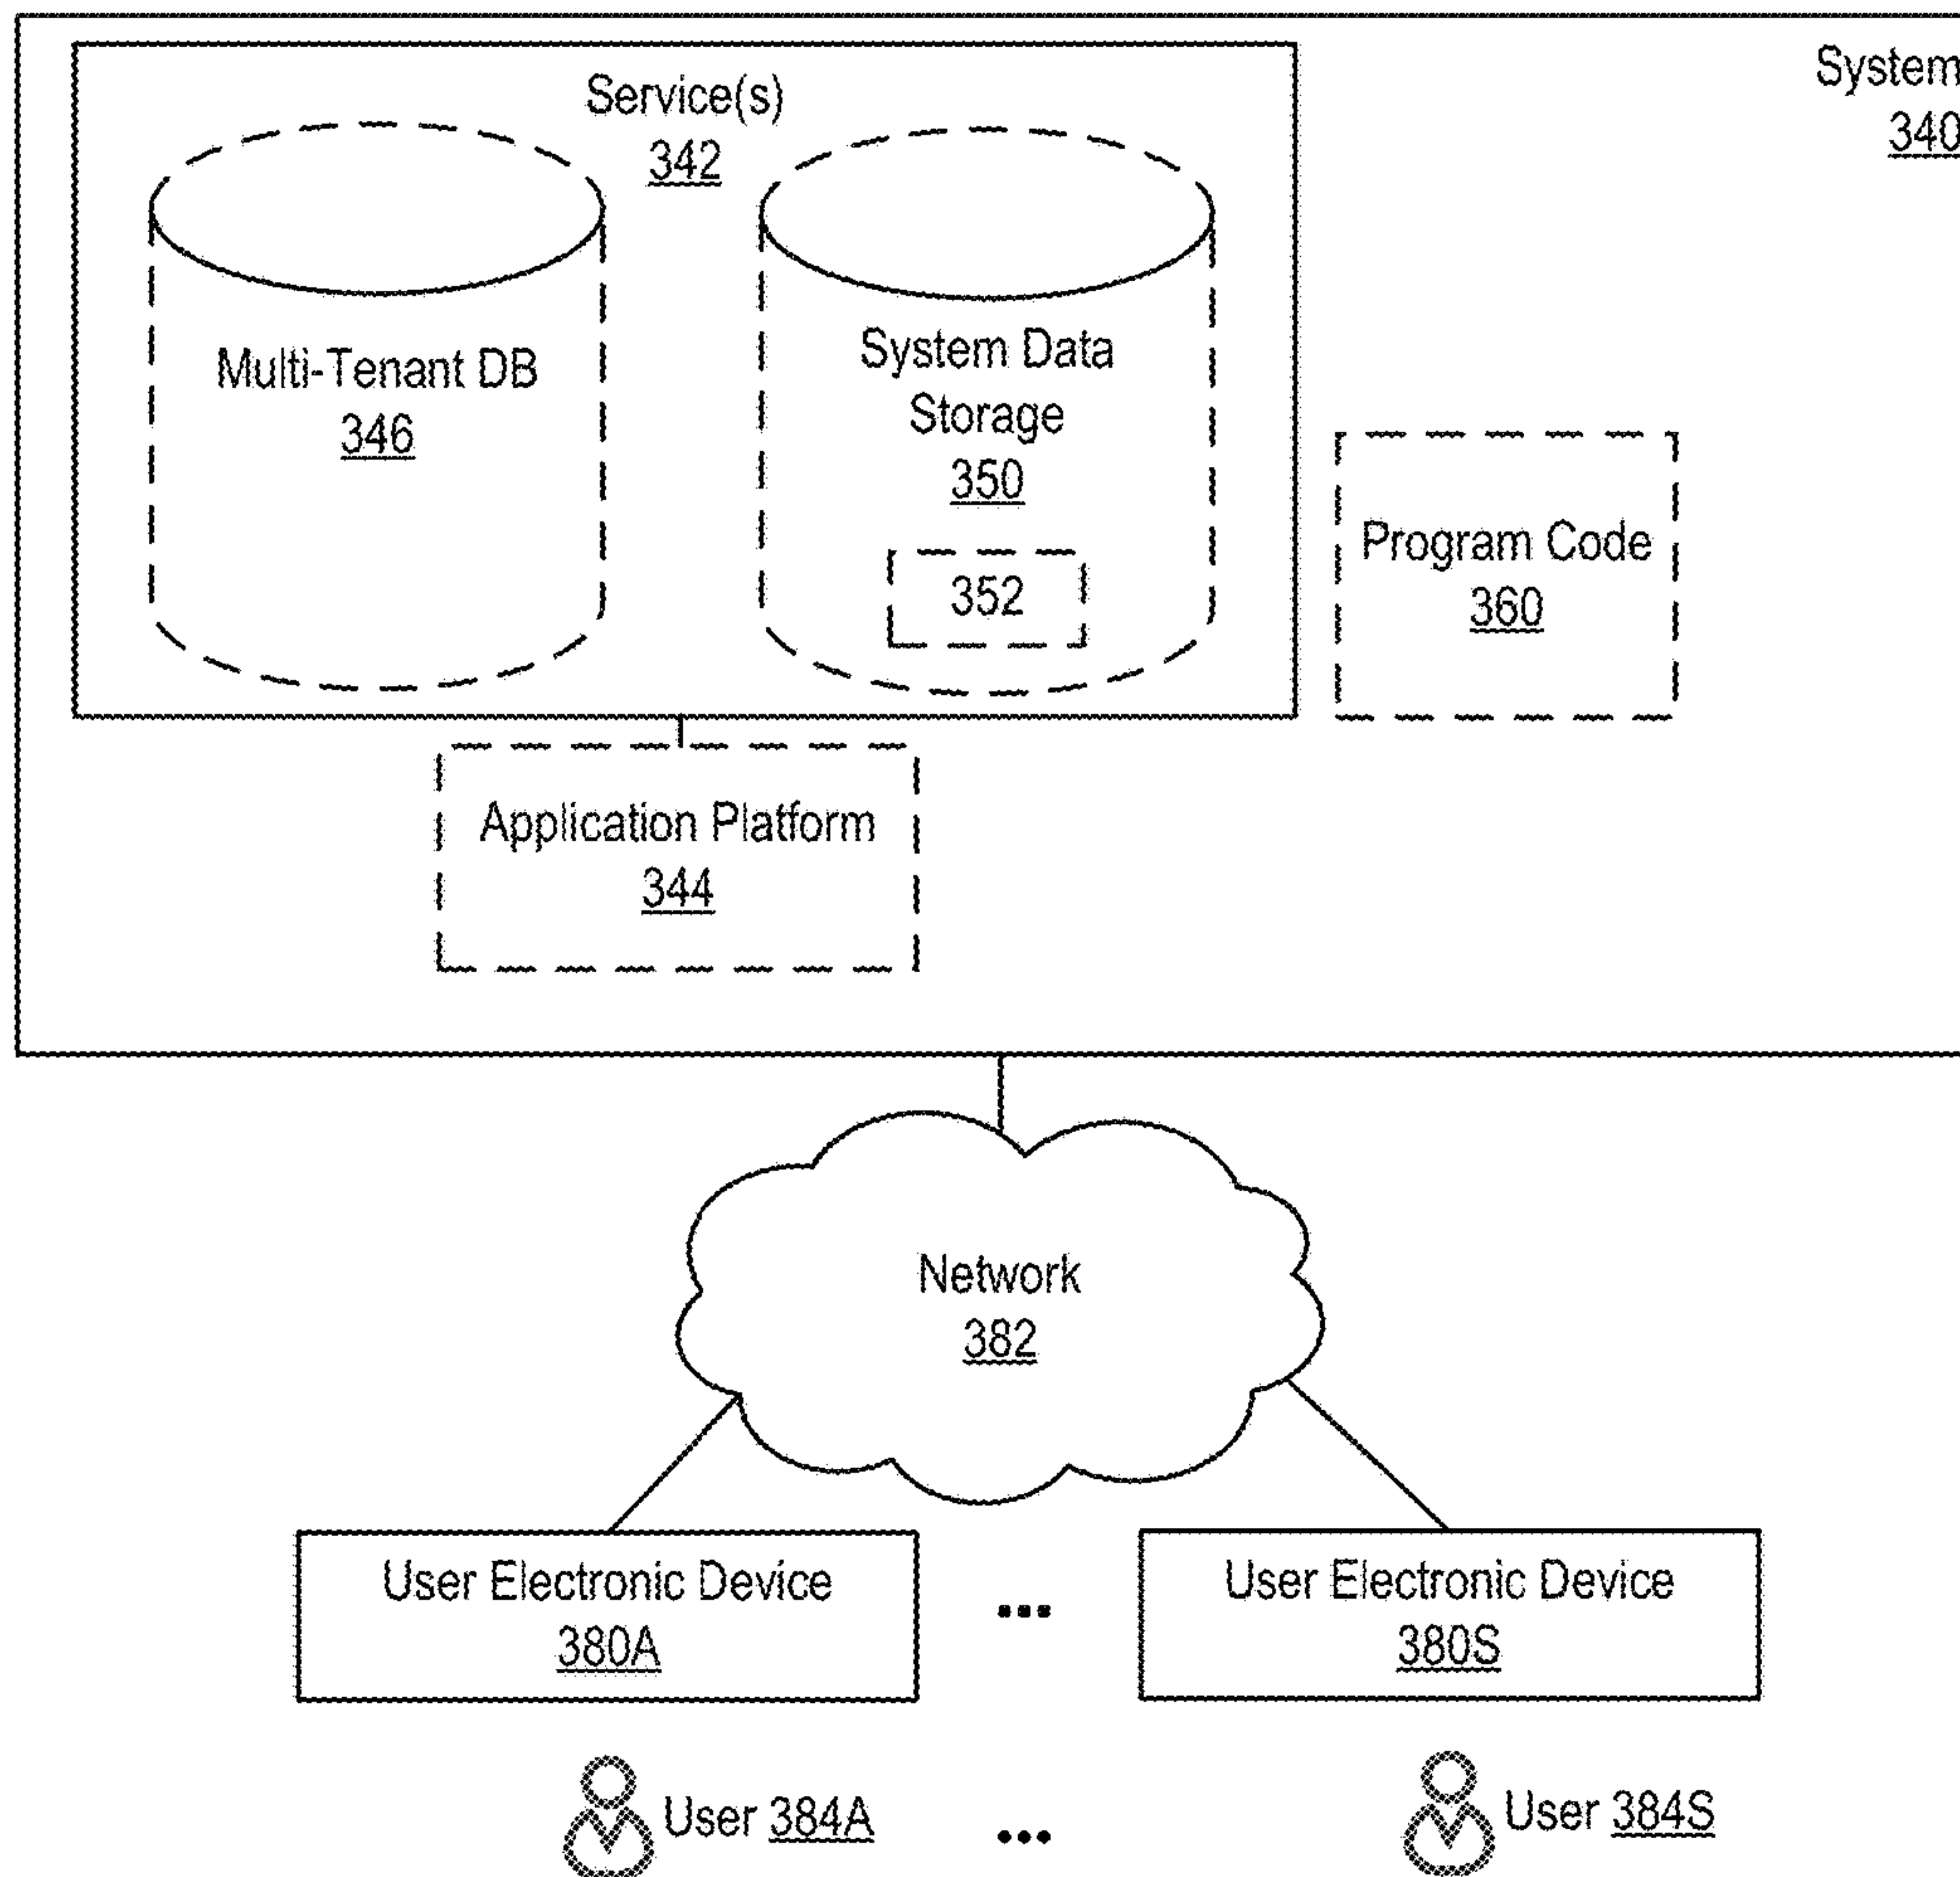 System
340
Service(s)
342
Multi-Tenant DB
346
System Data
Storage
350
352
Program Code
360
Application Platform
344
Network
382
User Electronic Device
380A
...
User Electronic Device
380S
User 384A
...
User 384S